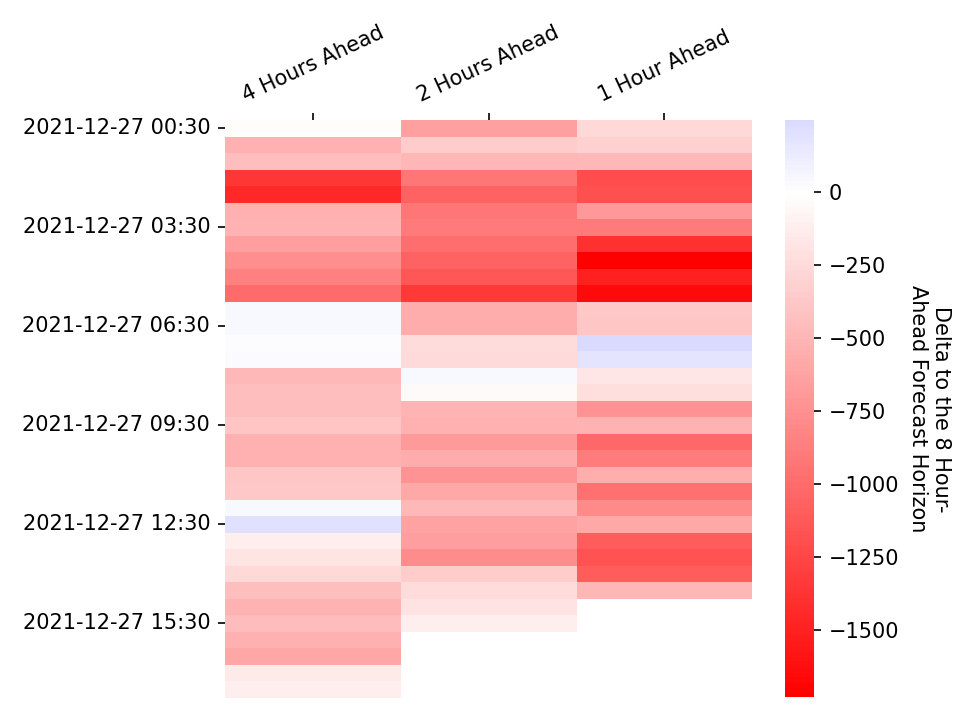 4 Hours Ahead
2 Hours Ahead
1 Hour Ahead
2021-12-27 00:30
2021-12-27 03:30
2021-12-27 06:30
2021-12-27 09:30
2021-12-27 12:30
2021-12-27 15:30
0
−250
−500
−750
−1000
−1250
−1500
Delta to the 8 Hour-
Ahead Forecast Horizon